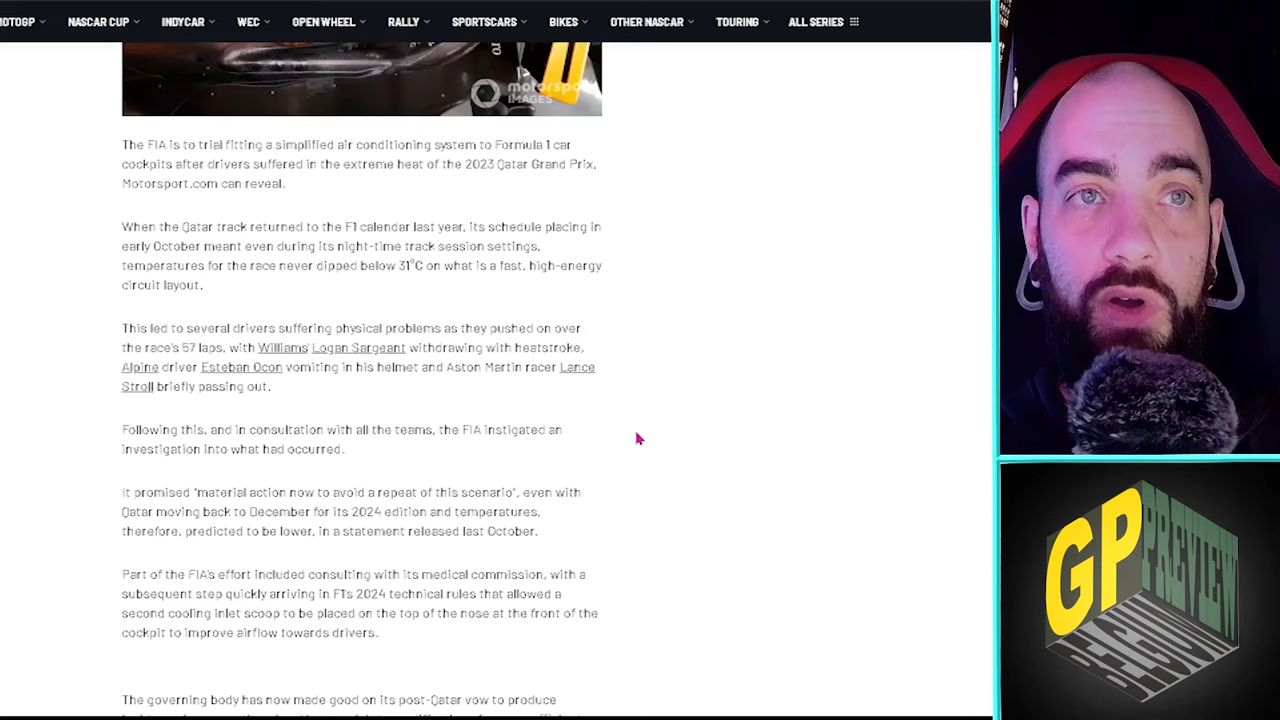 MOTOGP NASCAR CUP INDYCAR WEC OPEN WHEEL RALLY SPORTSCARS BIKES OTHER NASCAR TOURING ALL SERIES
motorsport
IMAGES
The FIA is to trial fitting a simplified air conditioning system to Formula 1 car
cockpits after drivers suffered in the extreme heat of the 2023 Qatar Grand Prix,
Motorsport.com can reveal.
When the Qatar track returned to the F1 calendar last year, its schedule placing in
early October meant even during its night-time track session settings,
temperatures for the race never dipped below 31°C on what is a fast, high-energy
circuit layout.
This led to several drivers suffering physical problems as they pushed on over
the race's 57 laps, with Williams' Logan Sargeant withdrawing with heatstroke,
Alpine driver Esteban Ocon vomiting in his helmet and Aston Martin racer Lance
Stroll briefly passing out.
Following this, and in consultation with all the teams, the FIA instigated an
investigation into what had occurred.
It promised "material action now to avoid a repeat of this scenario", even with
Qatar moving back to December for its 2024 edition and temperatures,
therefore, predicted to be lower, in a statement released last October.
Part of the FIA's effort included consulting with its medical commission, with a
subsequent step quickly arriving in F1's 2024 technical rules that allowed a
second cooling inlet scoop to be placed on the top of the nose at the front of the
cockpit to improve airflow towards drivers.
The governing body has now made good on its post-Qatar vow to produce
GP
PREVIEW
BELGIUM